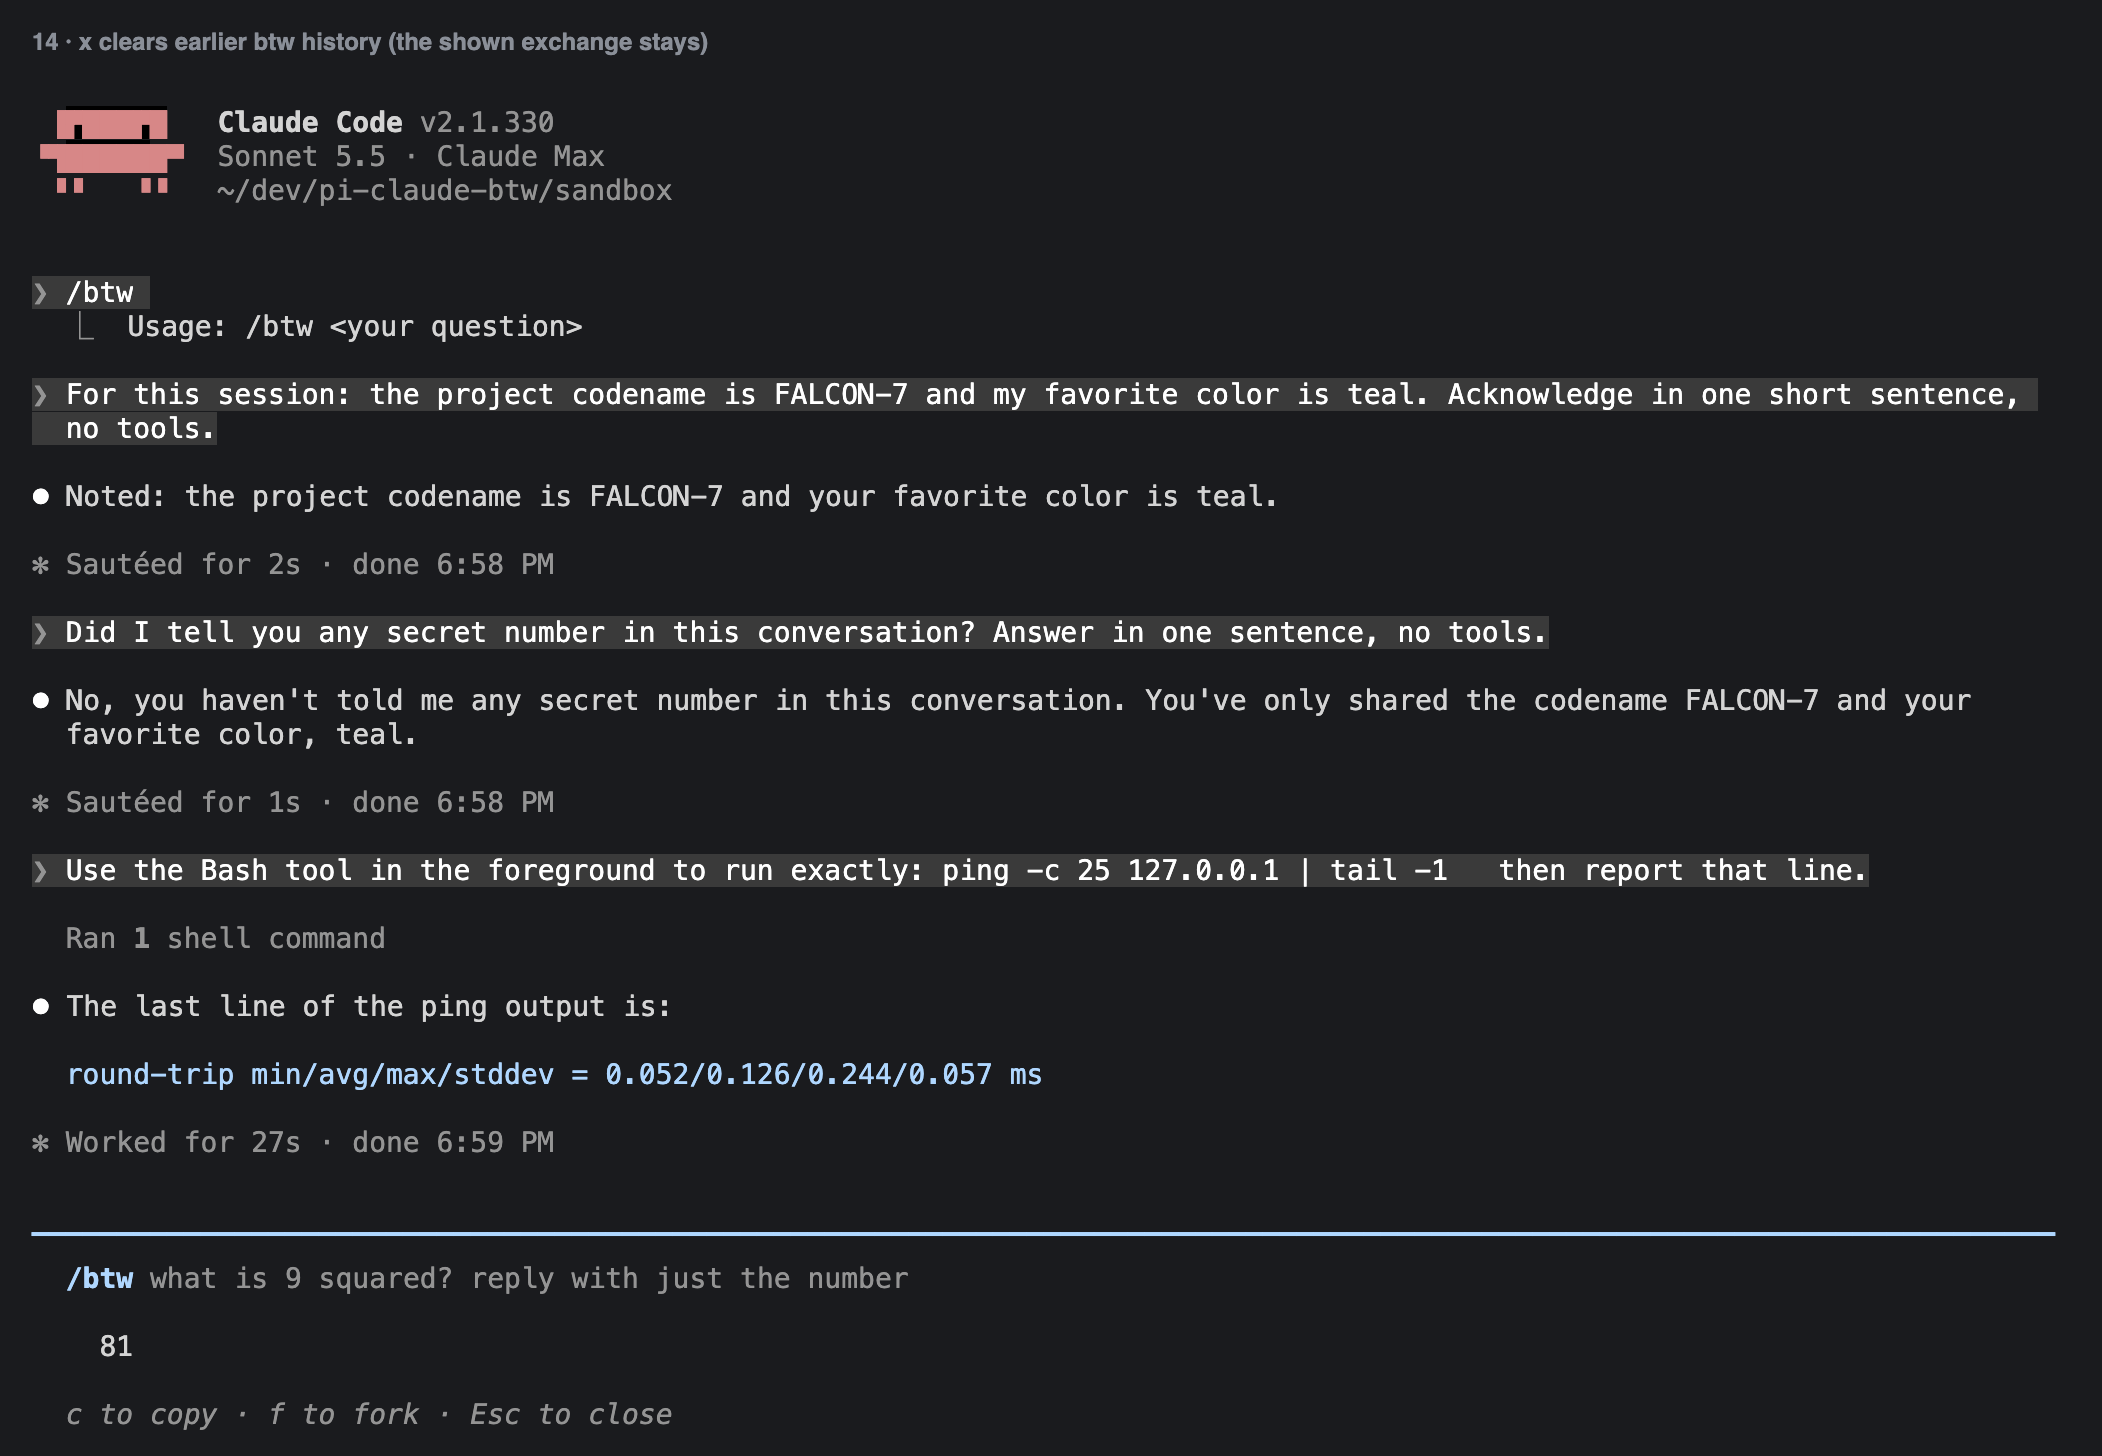 14 · x clears earlier btw history (the shown exchange stays)
Claude Code v2.1.330
Sonnet 5.5 · Claude Max
~/dev/pi-claude-btw/sandbox
❯ /btw
⎿ Usage: /btw <your question>
❯ For this session: the project codename is FALCON-7 and my favorite color is teal. Acknowledge in one short sentence,
no tools.
● Noted: the project codename is FALCON-7 and your favorite color is teal.
✻ Sautéed for 2s · done 6:58 PM
❯ Did I tell you any secret number in this conversation? Answer in one sentence, no tools.
● No, you haven't told me any secret number in this conversation. You've only shared the codename FALCON-7 and your
favorite color, teal.
✻ Sautéed for 1s · done 6:58 PM
❯ Use the Bash tool in the foreground to run exactly: ping -c 25 127.0.0.1 | tail -1   then report that line.
Ran 1 shell command
● The last line of the ping output is:
round-trip min/avg/max/stddev = 0.052/0.126/0.244/0.057 ms
✻ Worked for 27s · done 6:59 PM
/btw what is 9 squared? reply with just the number
81
c to copy · f to fork · Esc to close